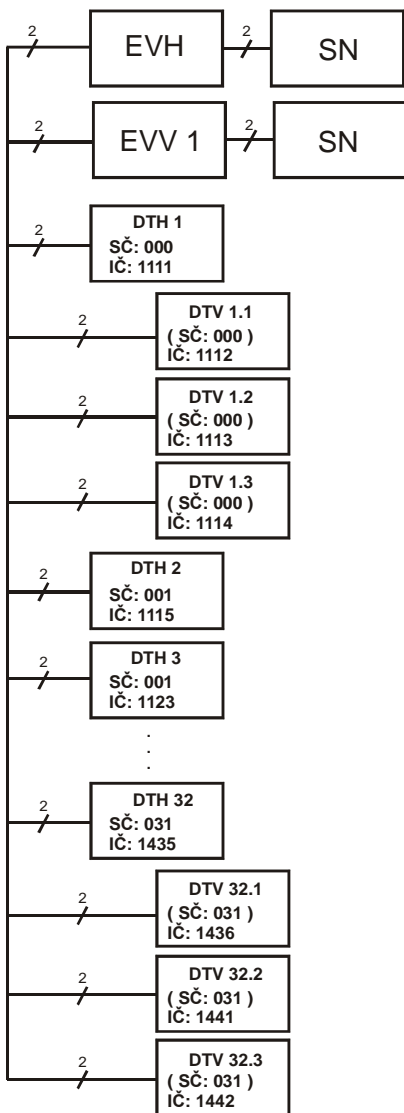 2
EVH
2
SN
2
EVV 1
2
SN
2
DTH 1
SČ: 000
IČ: 1111
2
DTV 1.1
( SČ: 000 )
IČ: 1112
2
DTV 1.2
( SČ: 000 )
IČ: 1113
2
DTV 1.3
( SČ: 000 )
IČ: 1114
2
DTH 2
SČ: 001
IČ: 1115
2
DTH 3
SČ: 001
IČ: 1123
.
.
.
2
DTH 32
SČ: 031
IČ: 1435
2
DTV 32.1
( SČ: 031 )
IČ: 1436
2
DTV 32.2
( SČ: 031 )
IČ: 1441
2
DTV 32.3
( SČ: 031 )
IČ: 1442